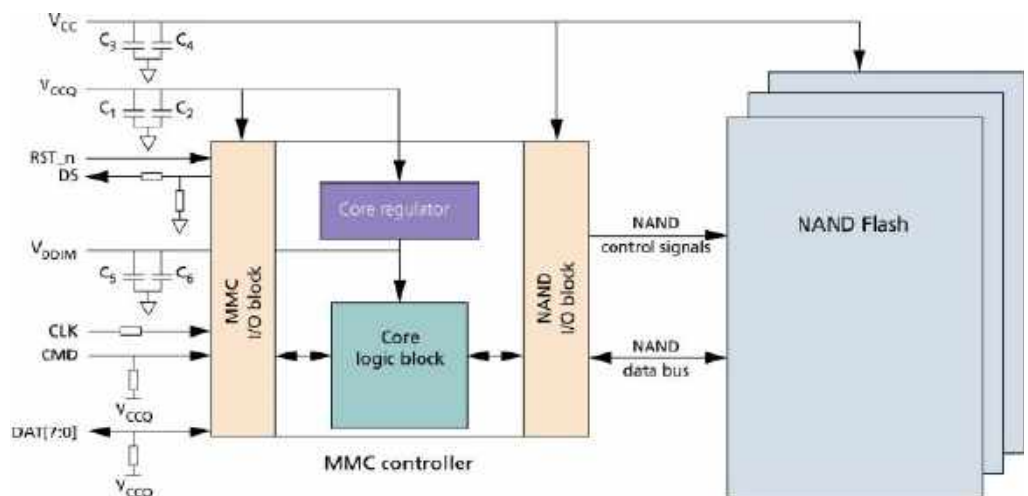 VCC
C3 C4
VCCQ
C1 C2
RST_n
DS
Core regulator
NAND
control signals
NAND Flash
VDDIM
C5 C6
MMC
I/O block
NAND
I/O block
CLK
CMD
Core
logic block
NAND
data bus
VCCQ
DAT[7:0]
MMC controller
VCCQ